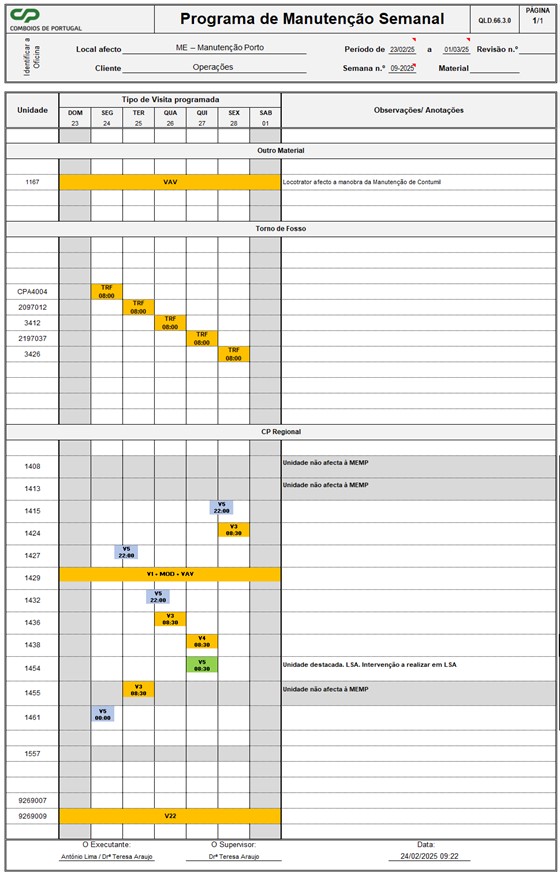 CP
COMBOIOS DE PORTUGAL
Programa de Manutenção Semanal
QLD.66.3.0
PÁGINA
1/1
Identificar a Oficina
Local afecto ME – Manutenção Porto
Período de 23/02/25 a 01/03/25 Revisão n.º
Cliente Operações
Semana n.º 09-2025 Material
Unidade
Tipo de Visita programada
Observações/ Anotações
DOM SEG TER QUA QUI SEX SAB
23 24 25 26 27 28 01
Outro Material
1167 VAV Locotrator afecto a manobra da Manutenção de Contumil
Torno de Fosso
CPA4004 TRF 08:00
2097012 TRF 08:00
3412 TRF 08:00
2197037 TRF 08:00
3426 TRF 08:00
CP Regional
1408 Unidade não afecta à MEMP
1413 Unidade não afecta à MEMP
1415 V5 22:00
1424 V3 08:30
1427 V5 22:00
1429 VI + MOD + VAV
1432 V5 22:00
1436 V3 08:30
1438 V4 08:30
1454 V5 08:30 Unidade destacada. LSA. Intervenção a realizar em LSA
1455 V3 08:30 Unidade não afecta à MEMP
1461 V5 00:00
1557
9269007
9269009 V22
O Executante: O Supervisor: Data:
António Lima / Drª Teresa Araujo Drª Teresa Araujo 24/02/2025 09:22